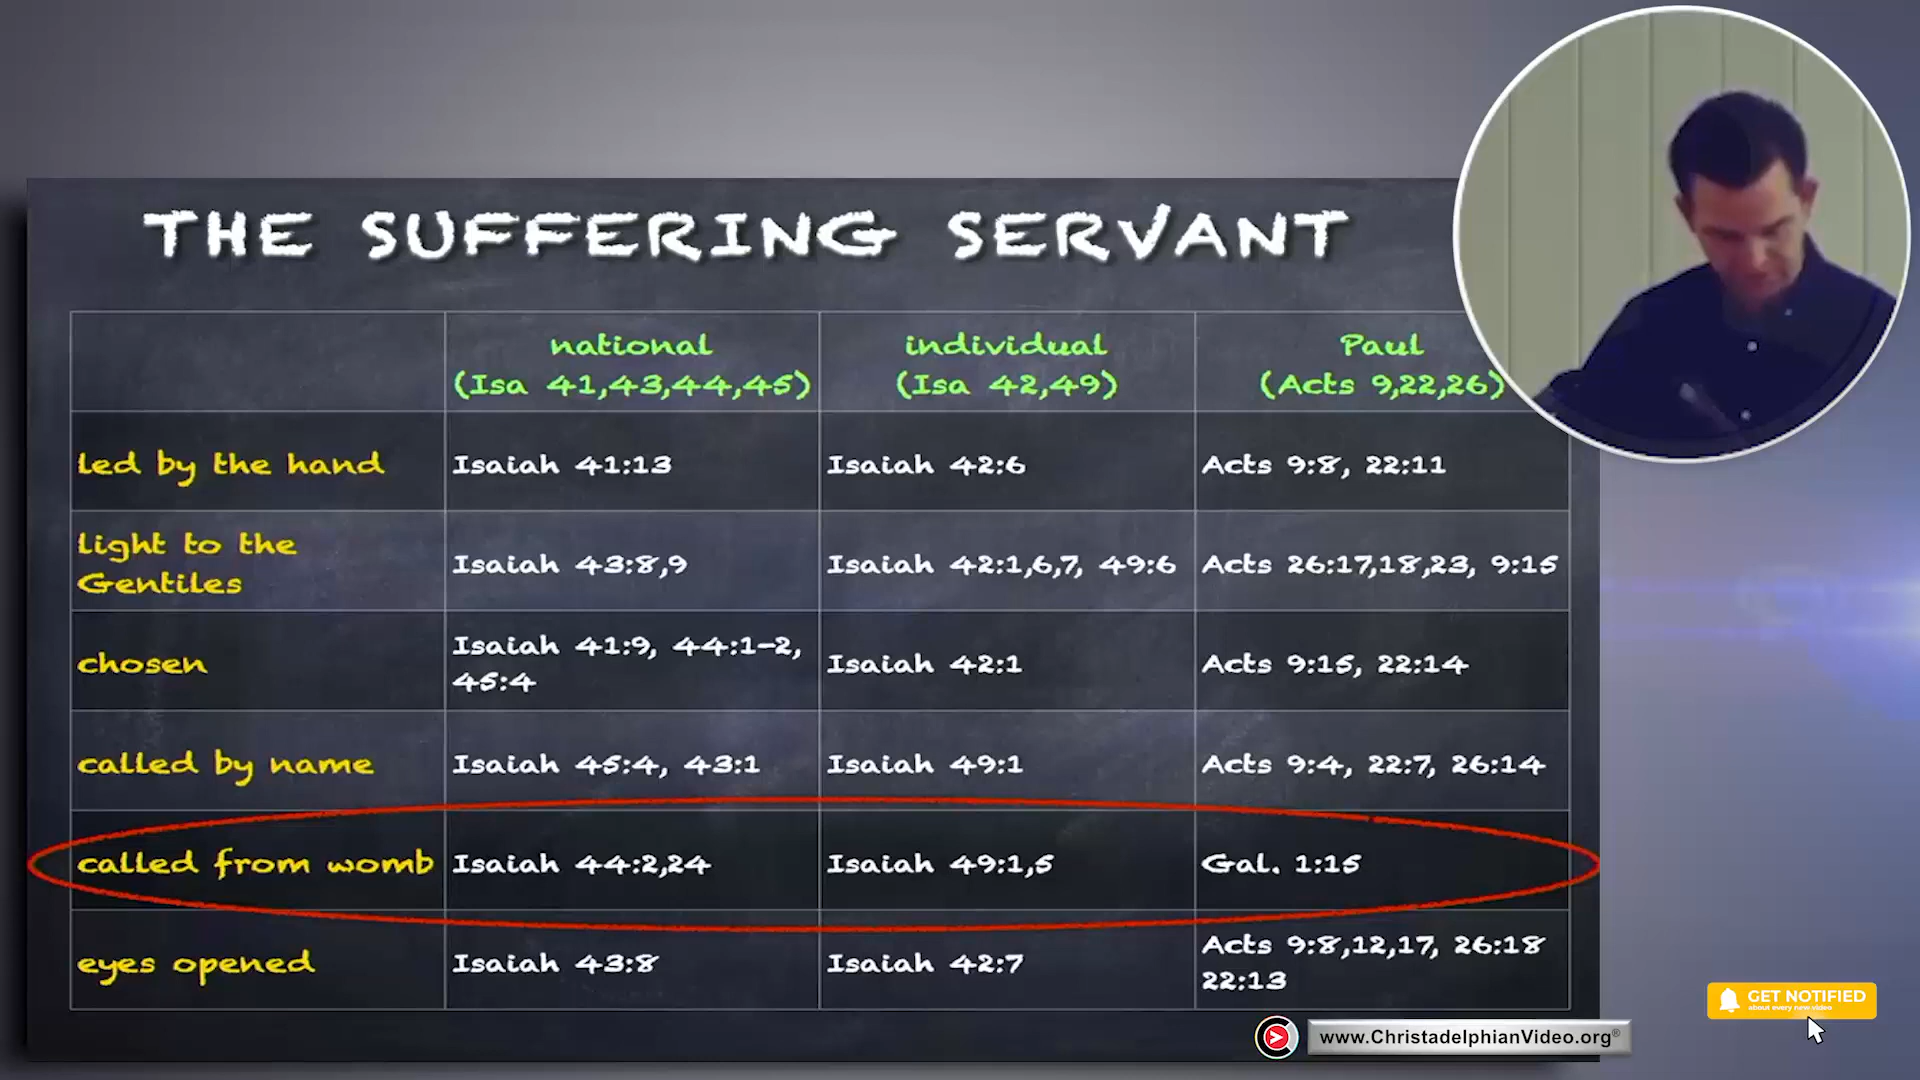 THE SUFFERING SERVANT
national
(Isa 41,43,44,45)
individual
(Isa 42,49)
Paul
(Acts 9,22,26)
led by the hand
Isaiah 41:13
Isaiah 42:6
Acts 9:8, 22:11
light to the
Gentiles
Isaiah 43:8,9
Isaiah 42:1,6,7, 49:6
Acts 26:17,18,23, 9:15
chosen
Isaiah 41:9, 44:1-2,
45:4
Isaiah 42:1
Acts 9:15, 22:14
called by name
Isaiah 45:4, 43:1
Isaiah 49:1
Acts 9:4, 22:7, 26:14
called from womb
Isaiah 44:2,24
Isaiah 49:1,5
Gal. 1:15
eyes opened
Isaiah 43:8
Isaiah 42:7
Acts 9:8,12,17, 26:18
22:13
GET NOTIFIED
about every new video
www.ChristadelphianVideo.org®